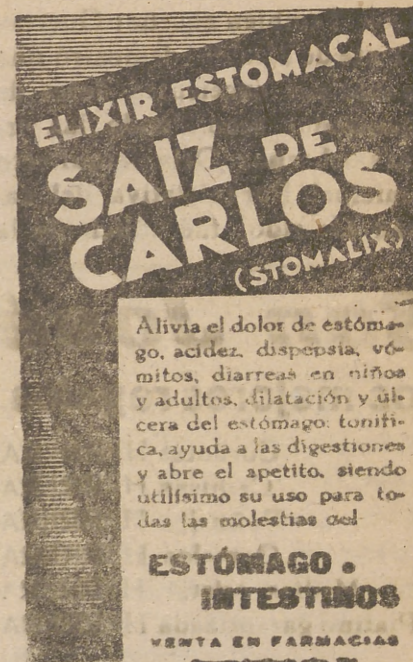 ELIXIR ESTOMACAL
SAIZ DE
CARLOS
(STOMALIX)
Alivia el dolor de estóma-
go, acidez, dispepsia, vó-
mitos, diarreas en niños
y adultos, dilatación y úl-
cera del estómago; tonifi-
ca, ayuda a las digestiones
y abre el apetito, siendo
utilísimo su uso para to-
das las molestias del
ESTÓMAGO e
INTESTINOS
VENTA EN FARMACIAS